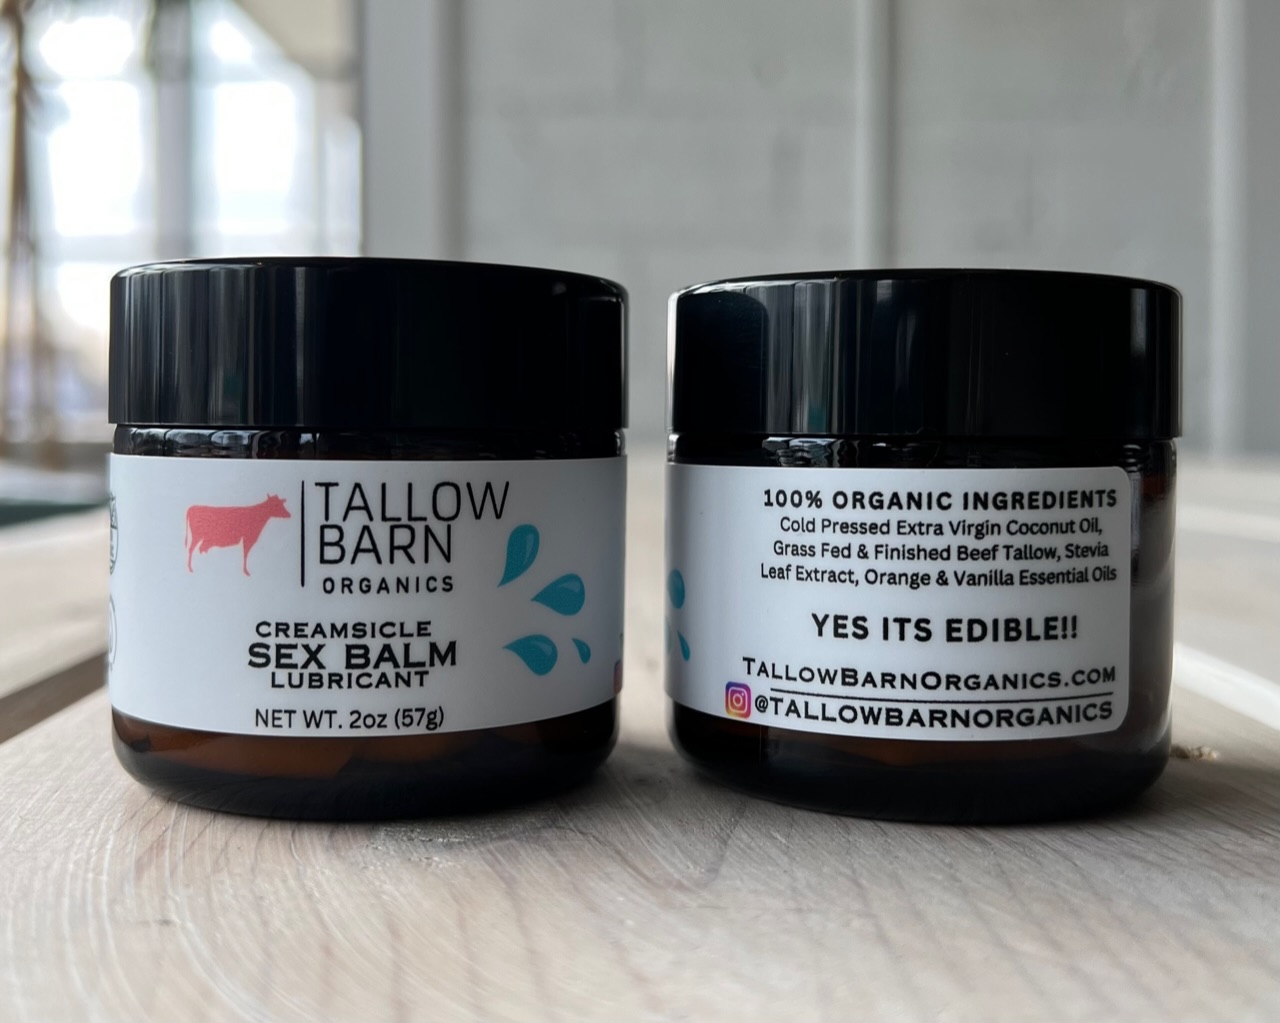 TALLOW
BARN
ORGANICS
CREAMSICLE
SEX BALM
LUBRICANT
NET WT. 2oz (57g)
100% ORGANIC INGREDIENTS
Cold Pressed Extra Virgin Coconut Oil,
Grass Fed & Finished Beef Tallow, Stevia
Leaf Extract, Orange & Vanilla Essential Oils
YES ITS EDIBLE!!
TALLOWBARNORGANICS.COM
@TALLOWBARNORGANICS